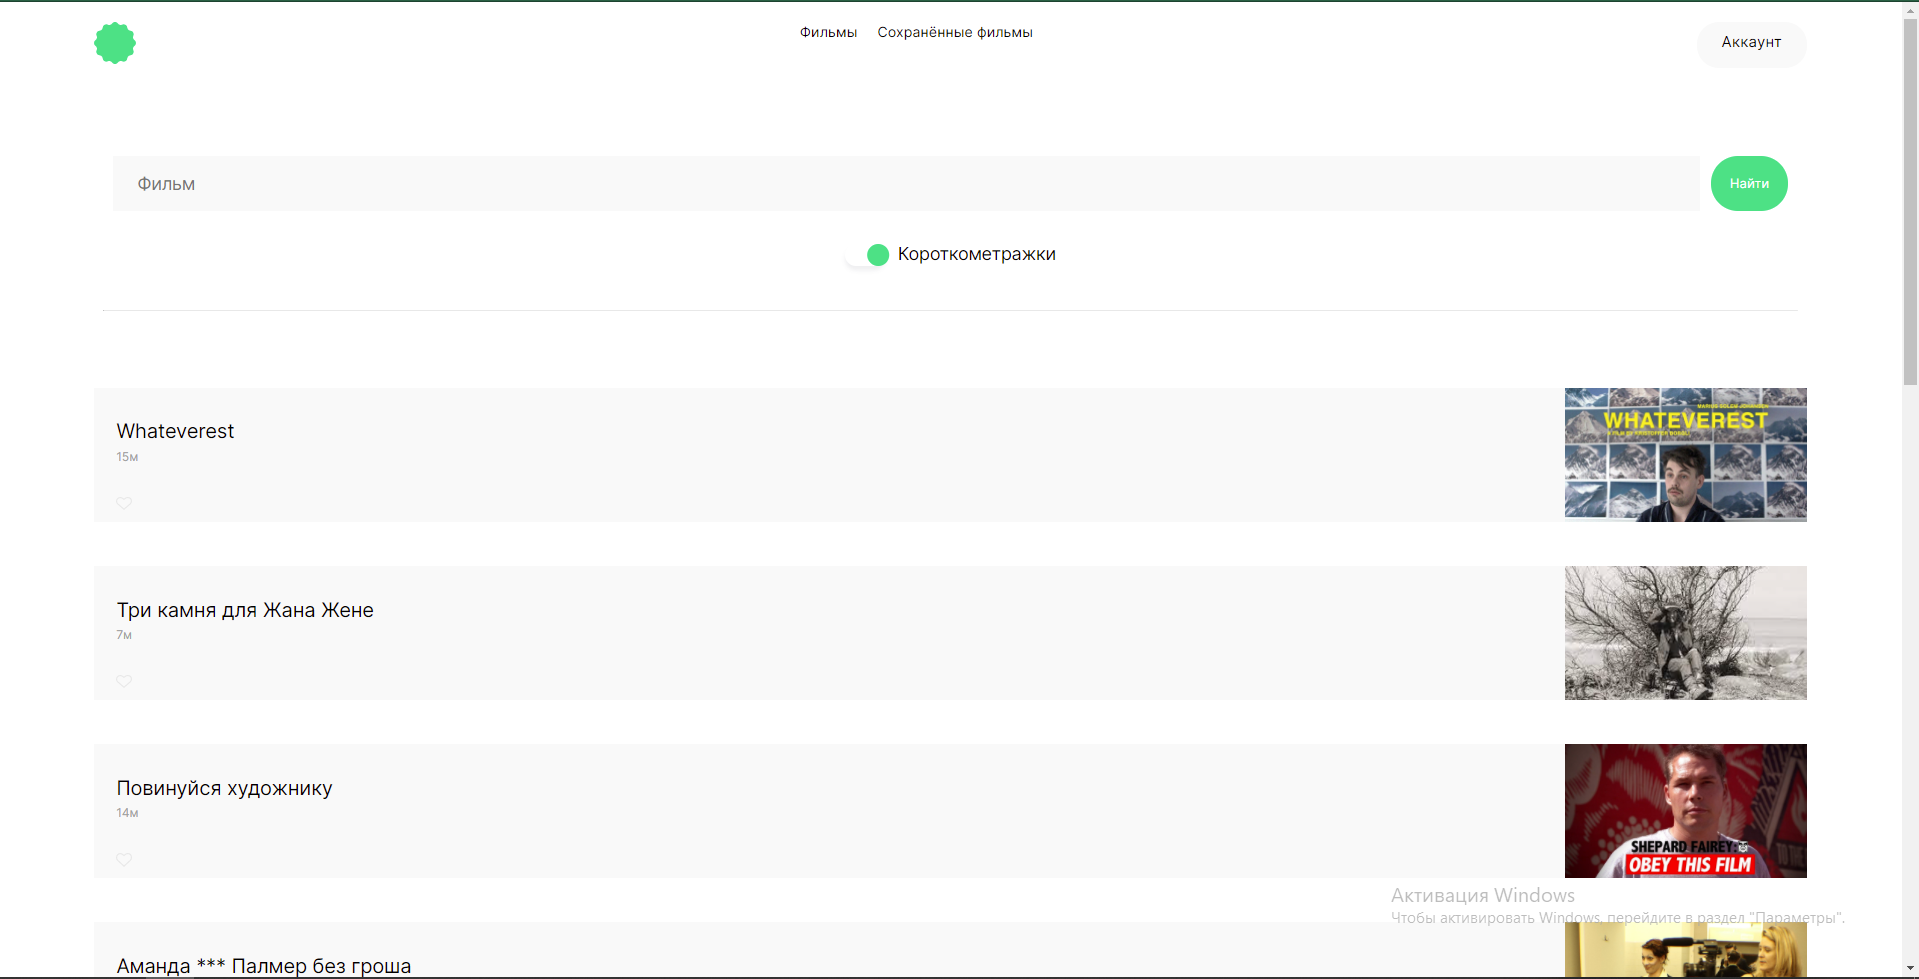 Фильмы Сохранённые фильмы Аккаунт
Фильм Найти
Короткометражки
Whateverest
15м
WHATEVEREST
Три камня для Жана Жене
7м
Повинуйся художнику
14м
SHEPARD FAIREY:
OBEY THIS FILM
Активация Windows
Чтобы активировать Windows, перейдите в раздел "Параметры".
Аманда *** Палмер без гроша